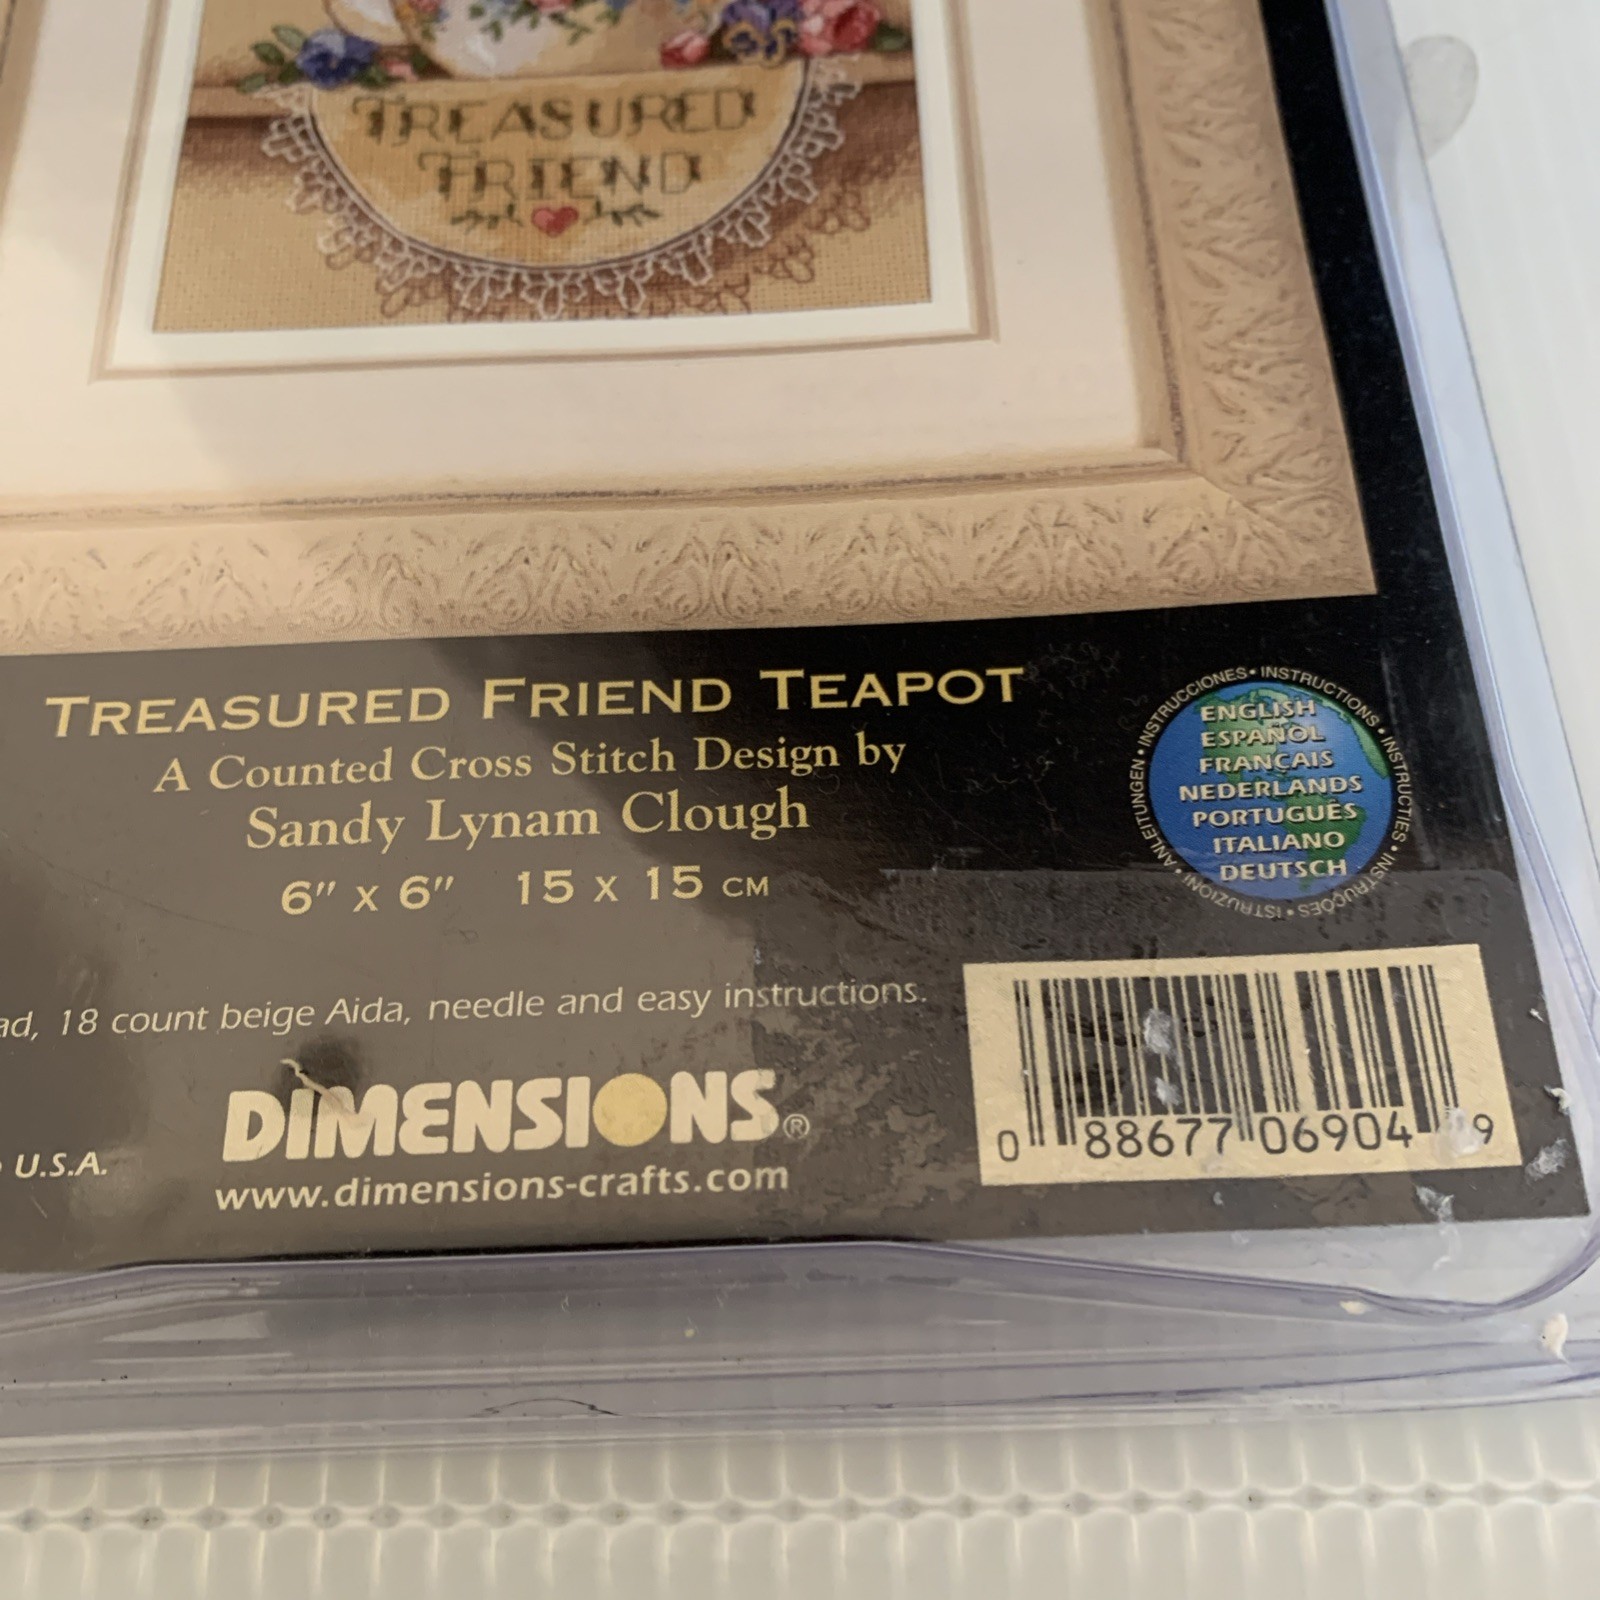 TREASURED
FRIEND
TREASURED FRIEND TEAPOT
A Counted Cross Stitch Design by
Sandy Lynam Clough
6" x 6" 15 x 15 CM
ad, 18 count beige Aida, needle and easy instructions.
U.S.A.
DIMENSIONS®
www.dimensions-crafts.com
INSTRUCCIONES • INSTRUCTIONS • INSTRUCTIES • INSTRUÇÕES • ISTRUZIONI • ANLEITUNGEN •
ENGLISH
ESPAÑOL
FRANÇAIS
NEDERLANDS
PORTUGUÊS
ITALIANO
DEUTSCH
0 88677 06904 9